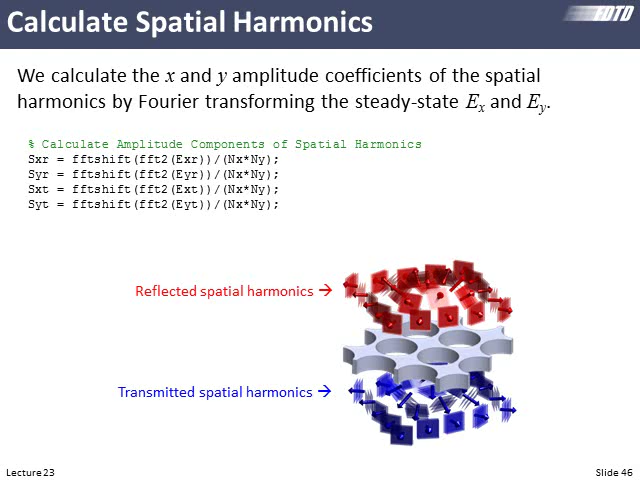 Calculate Spatial Harmonics
FDTD
We calculate the x and y amplitude coefficients of the spatial
harmonics by Fourier transforming the steady-state Ex and Ey.
% Calculate Amplitude Components of Spatial Harmonics
Sxr = fftshift(fft2(Exr))/(Nx*Ny);
Syr = fftshift(fft2(Eyr))/(Nx*Ny);
Sxt = fftshift(fft2(Ext))/(Nx*Ny);
Syt = fftshift(fft2(Eyt))/(Nx*Ny);
Reflected spatial harmonics →
Transmitted spatial harmonics →
Lecture 23
Slide 46